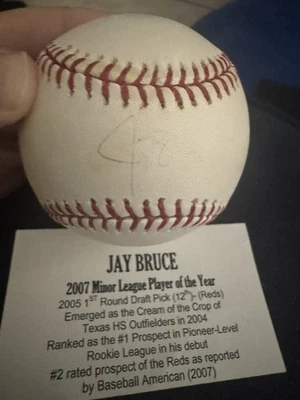 JAY BRUCE
2007 Minor League Player of the Year
2005 1ST Round Draft Pick (12th)- (Reds)
Emerged as the Cream of the Crop of
Texas HS Outfielders in 2004
Ranked as the #1 Prospect in Pioneer-Level
Rookie League in his debut
#2 rated prospect of the Reds as reported
by Baseball American (2007)